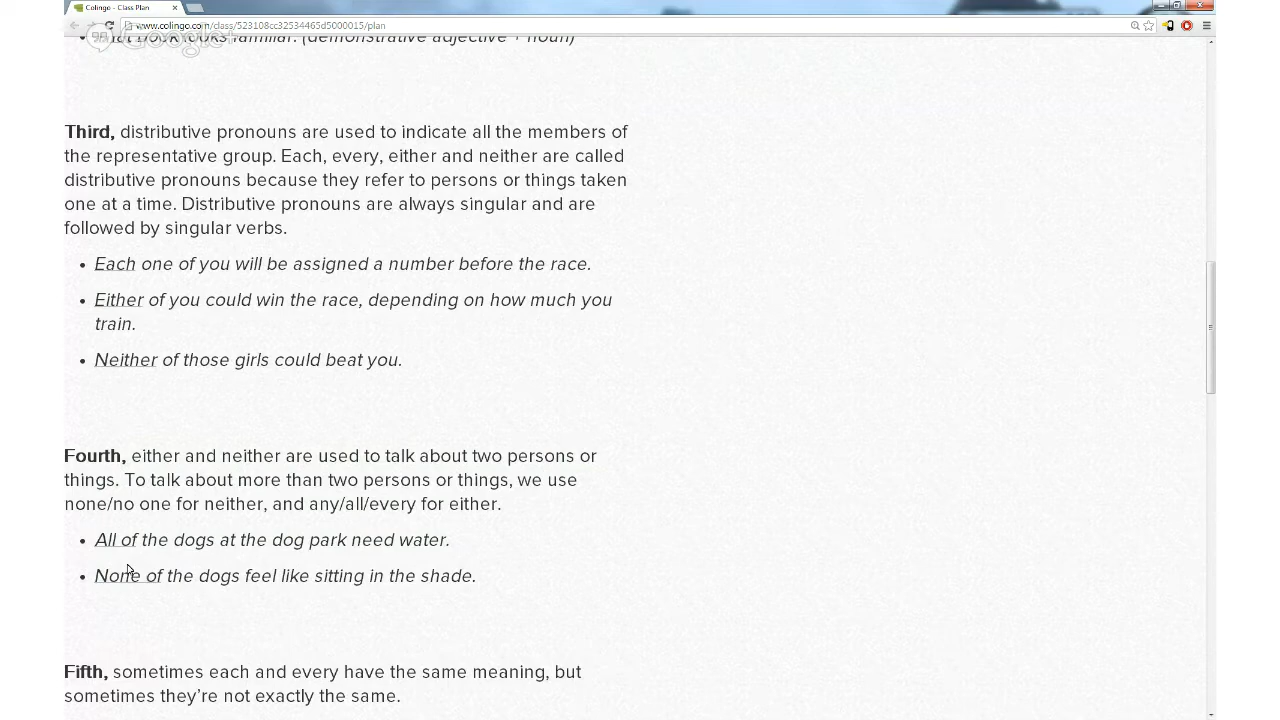 Colingo - Class Plan
www.colingo.com/class/523108cc32534465d5000015/plan
Google+
book looks familiar. (demonstrative adjective + noun)
Third, distributive pronouns are used to indicate all the members of
the representative group. Each, every, either and neither are called
distributive pronouns because they refer to persons or things taken
one at a time. Distributive pronouns are always singular and are
followed by singular verbs.
• Each one of you will be assigned a number before the race.
• Either of you could win the race, depending on how much you
train.
• Neither of those girls could beat you.
Fourth, either and neither are used to talk about two persons or
things. To talk about more than two persons or things, we use
none/no one for neither, and any/all/every for either.
• All of the dogs at the dog park need water.
• None of the dogs feel like sitting in the shade.
Fifth, sometimes each and every have the same meaning, but
sometimes they’re not exactly the same.